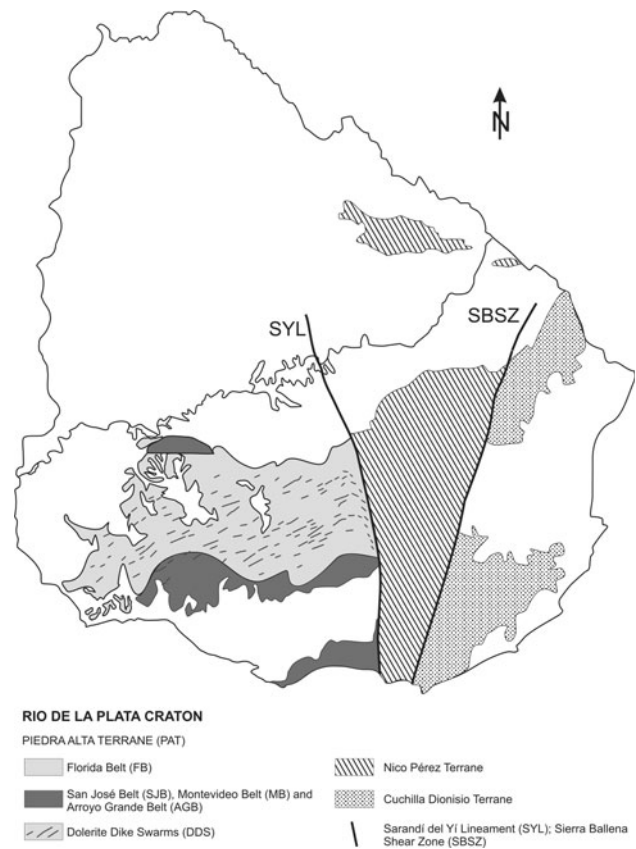 N
SYL
SBSZ
RIO DE LA PLATA CRATON
PIEDRA ALTA TERRANE (PAT)
Florida Belt (FB)
San José Belt (SJB), Montevideo Belt (MB) and
Arroyo Grande Belt (AGB)
Dolerite Dike Swarms (DDS)
Nico Pérez Terrane
Cuchilla Dionisio Terrane
Sarandí del Yí Lineament (SYL); Sierra Ballena
Shear Zone (SBSZ)